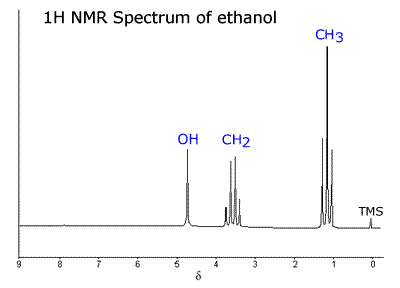 1H NMR Spectrum of ethanol
CH3
OH
CH2
TMS
9 8 7 6 5 4 3 2 1 0
δ